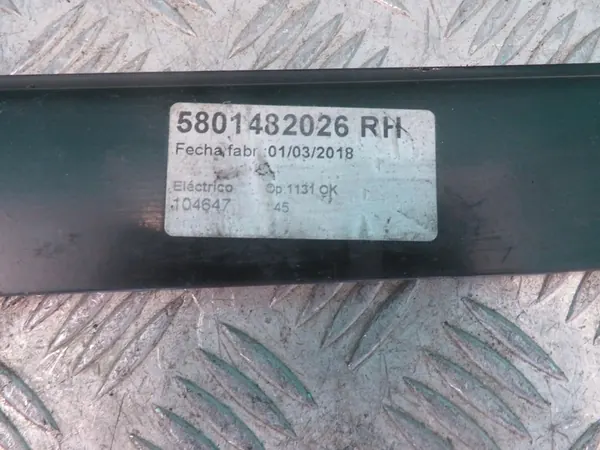 5801482026 RH
Fecha fabr.:01/03/2018
Eléctrico Op 1131 OK
104647 45